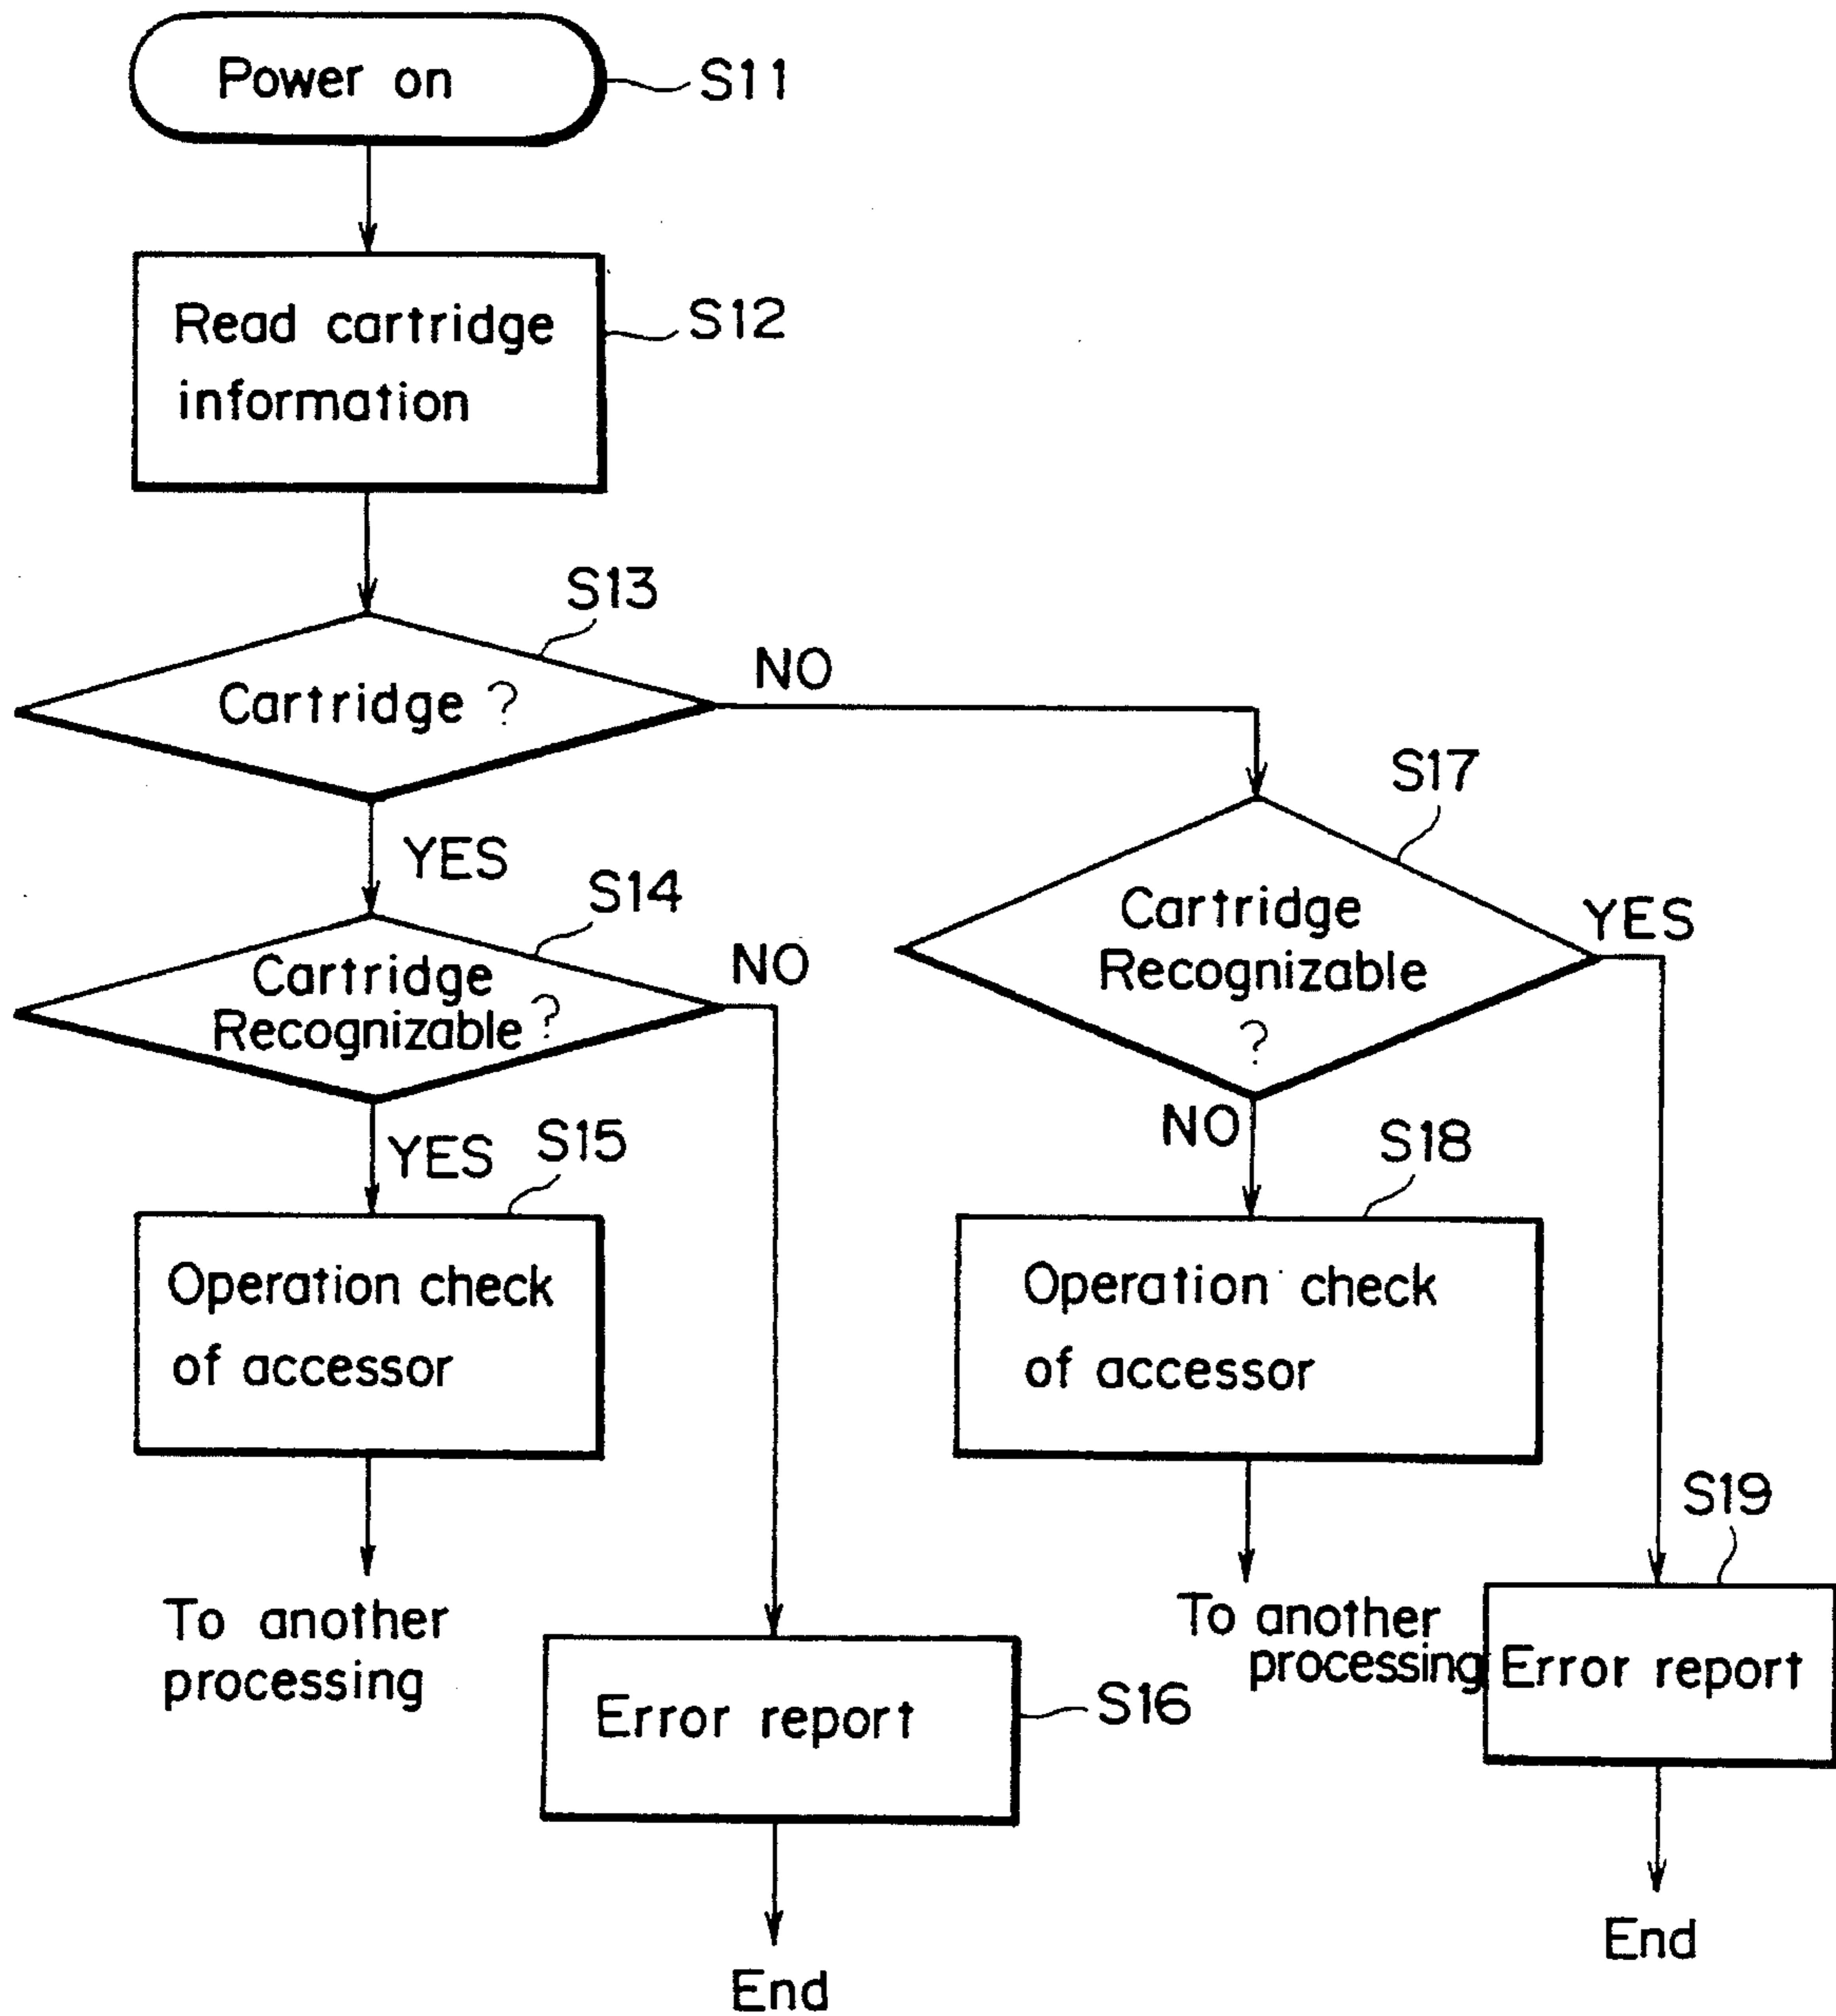 Power on
S11
Read cartridge
information
S12
S13
Cartridge ?
NO
YES
S14
Cartridge
Recognizable ?
NO
YES
S15
Operation check
of accessor
To another
processing
Error report
S16
End
S17
Cartridge
Recognizable
?
YES
NO
S18
Operation check
of accessor
To another
processing
S19
Error report
End